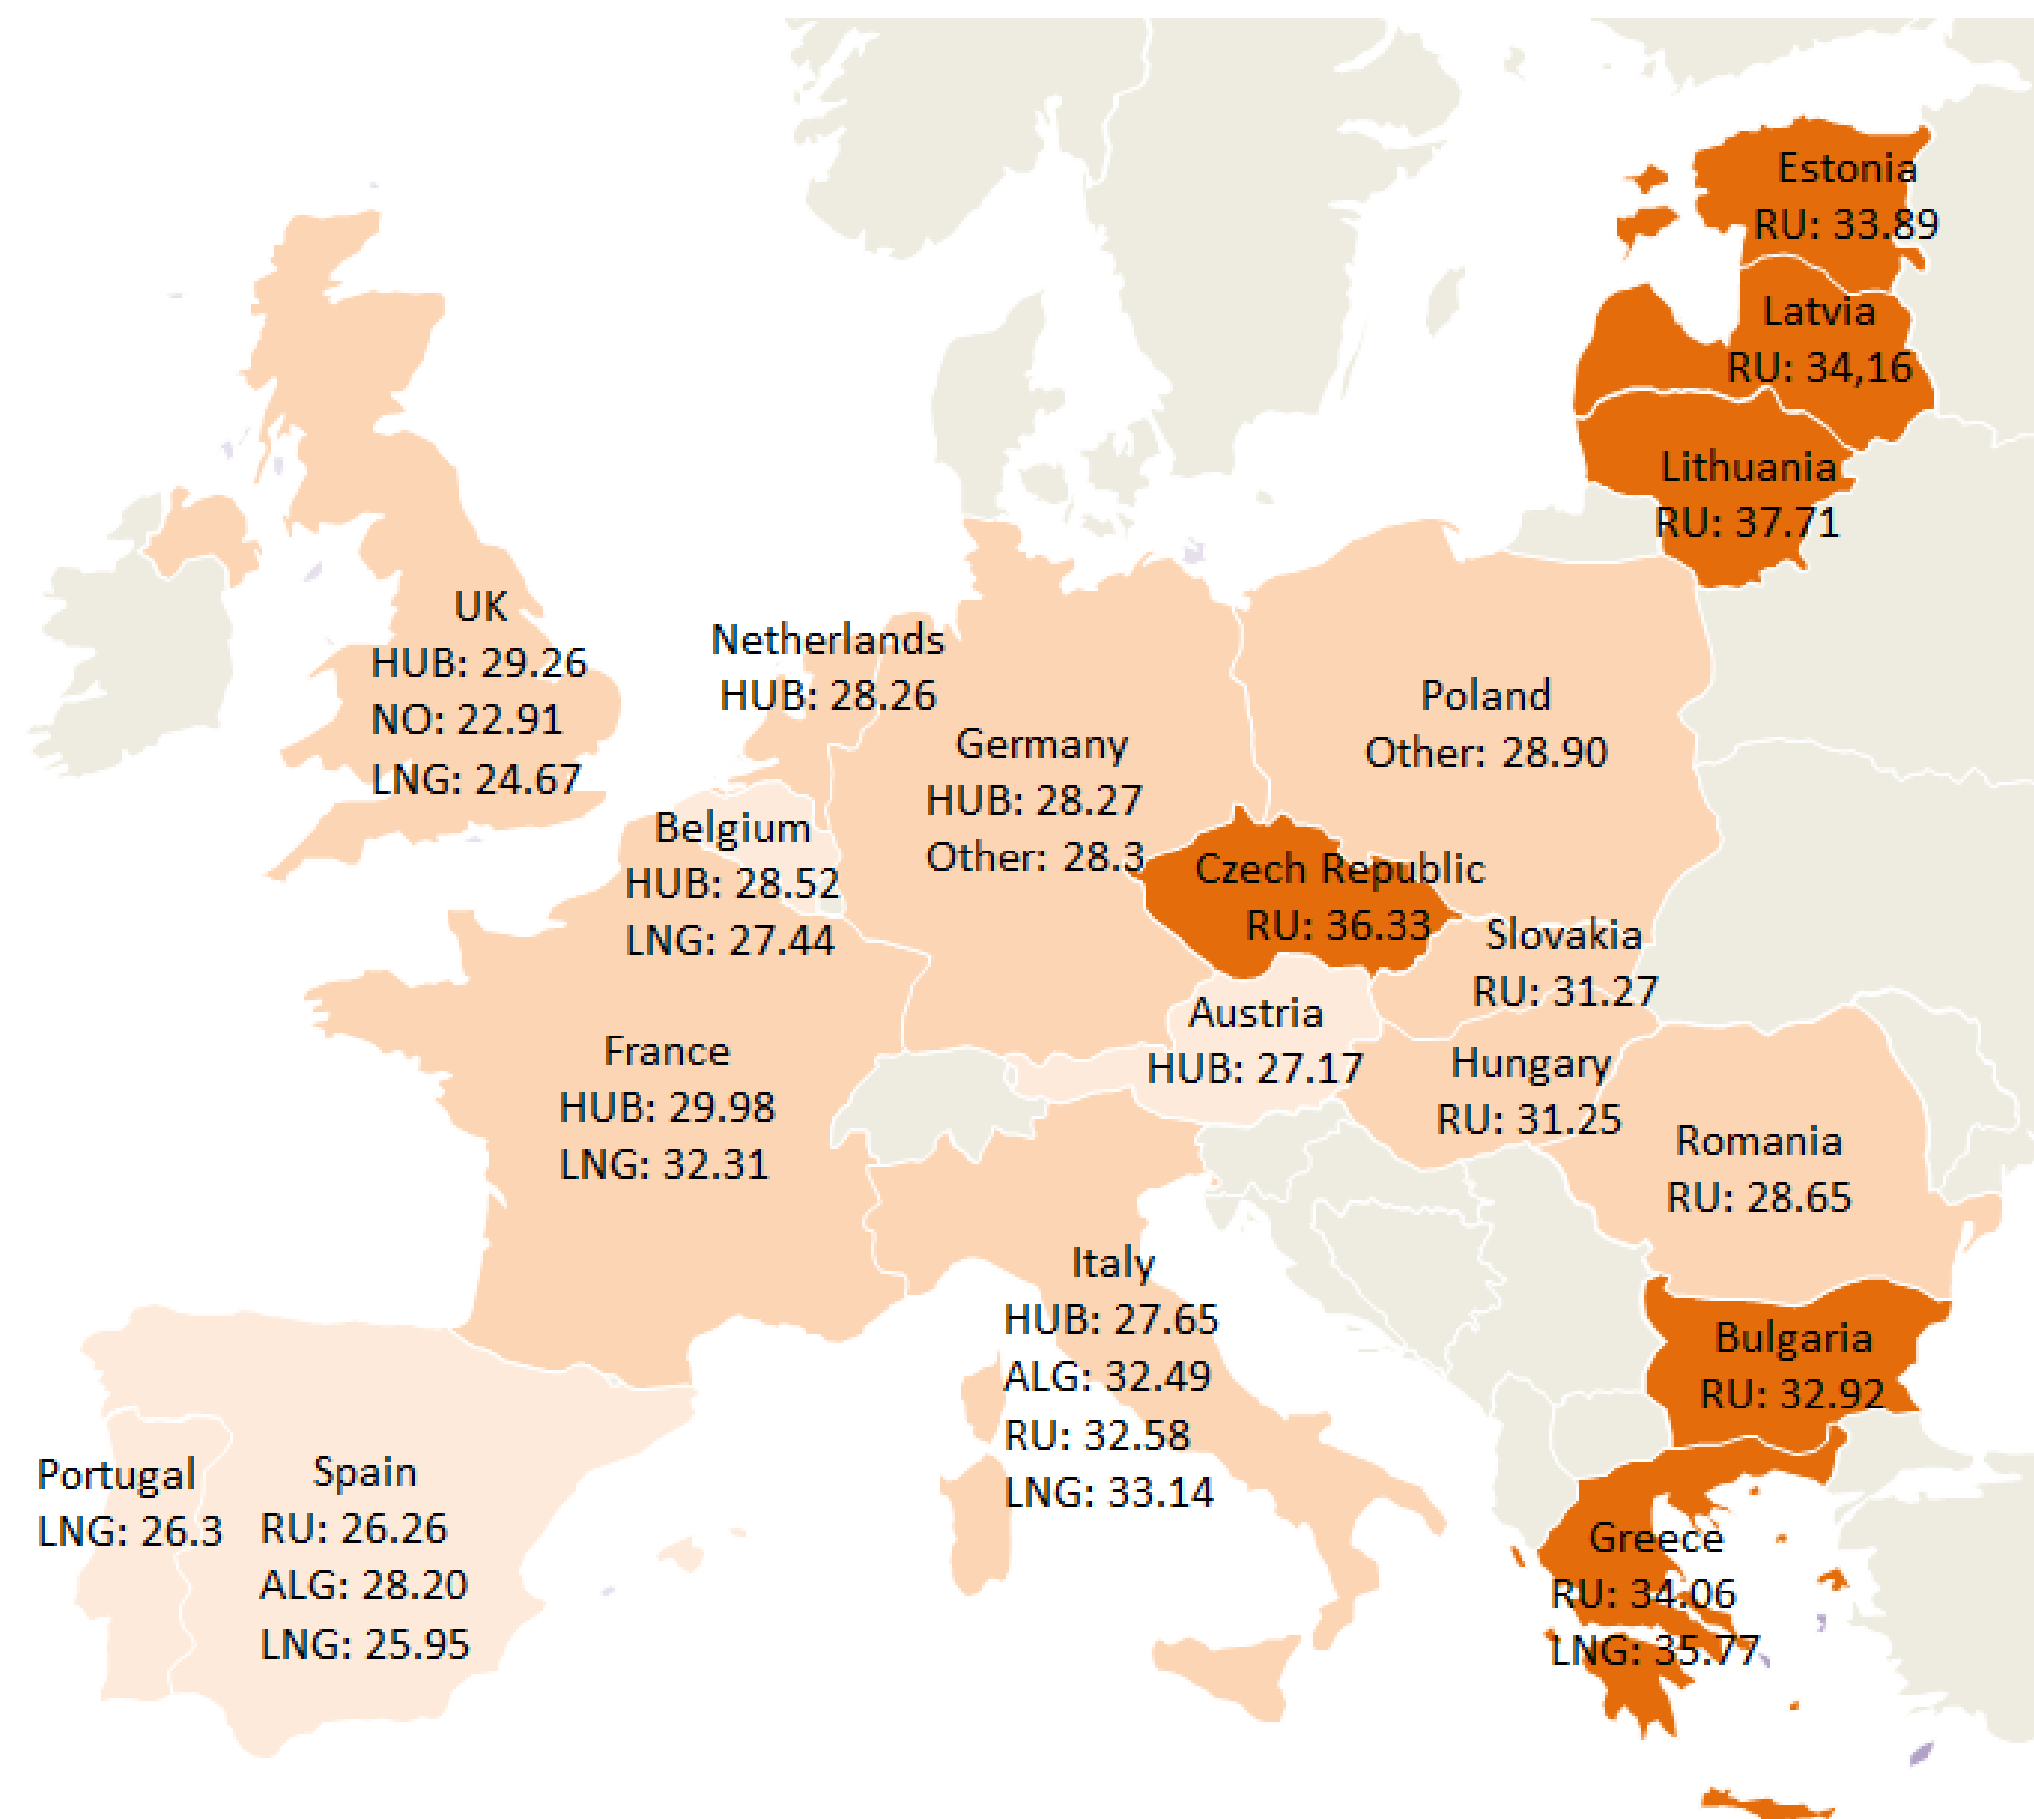 Estonia
RU: 33.89
Latvia
RU: 34,16
Lithuania
RU: 37.71
UK
HUB: 29.26
NO: 22.91
LNG: 24.67
Netherlands
HUB: 28.26
Germany
HUB: 28.27
Other: 28.3
Poland
Other: 28.90
Belgium
HUB: 28.52
LNG: 27.44
Czech Republic
RU: 36.33
Slovakia
RU: 31.27
Austria
HUB: 27.17
France
HUB: 29.98
LNG: 32.31
Hungary
RU: 31.25
Romania
RU: 28.65
Italy
HUB: 27.65
ALG: 32.49
RU: 32.58
LNG: 33.14
Bulgaria
RU: 32.92
Portugal
LNG: 26.3
Spain
RU: 26.26
ALG: 28.20
LNG: 25.95
Greece
RU: 34.06
LNG: 35.77